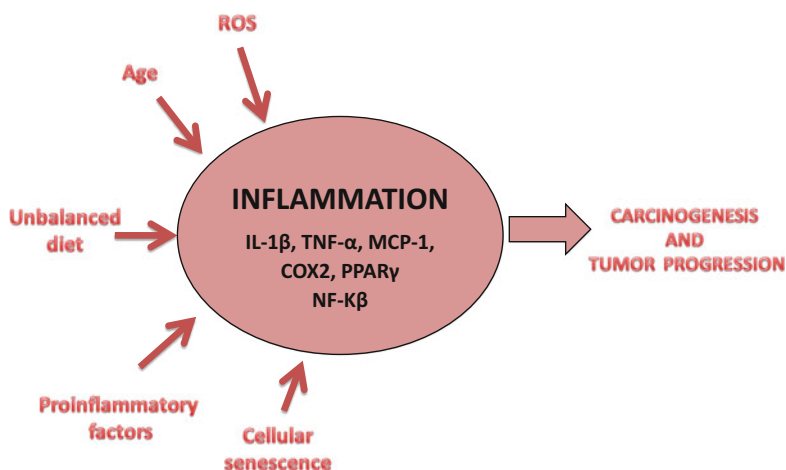 ROS
Age
Unbalanced
diet
Proinflammatory
factors
Cellular
senescence
INFLAMMATION
IL-1β, TNF-α, MCP-1,
COX2, PPARγ
NF-Kβ
CARCINOGENESIS
AND
TUMOR PROGRESSION